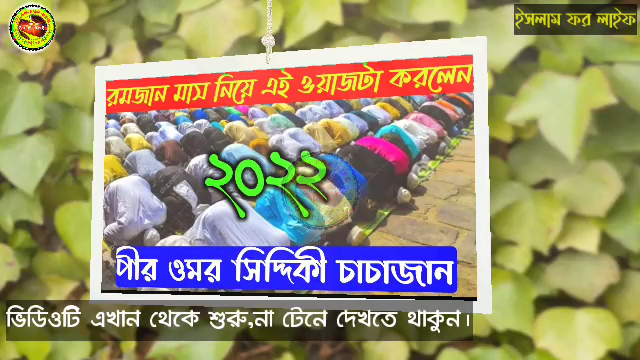 ইসলাম ফর লাইফ
রমজান মাস নিয়ে এই ওয়াজটা করলেন
২০২২
পীর ওমর সিদ্দিকী চাচাজান
ভিডিওটি এখান থেকে শুরু,না টেনে দেখতে থাকুন।